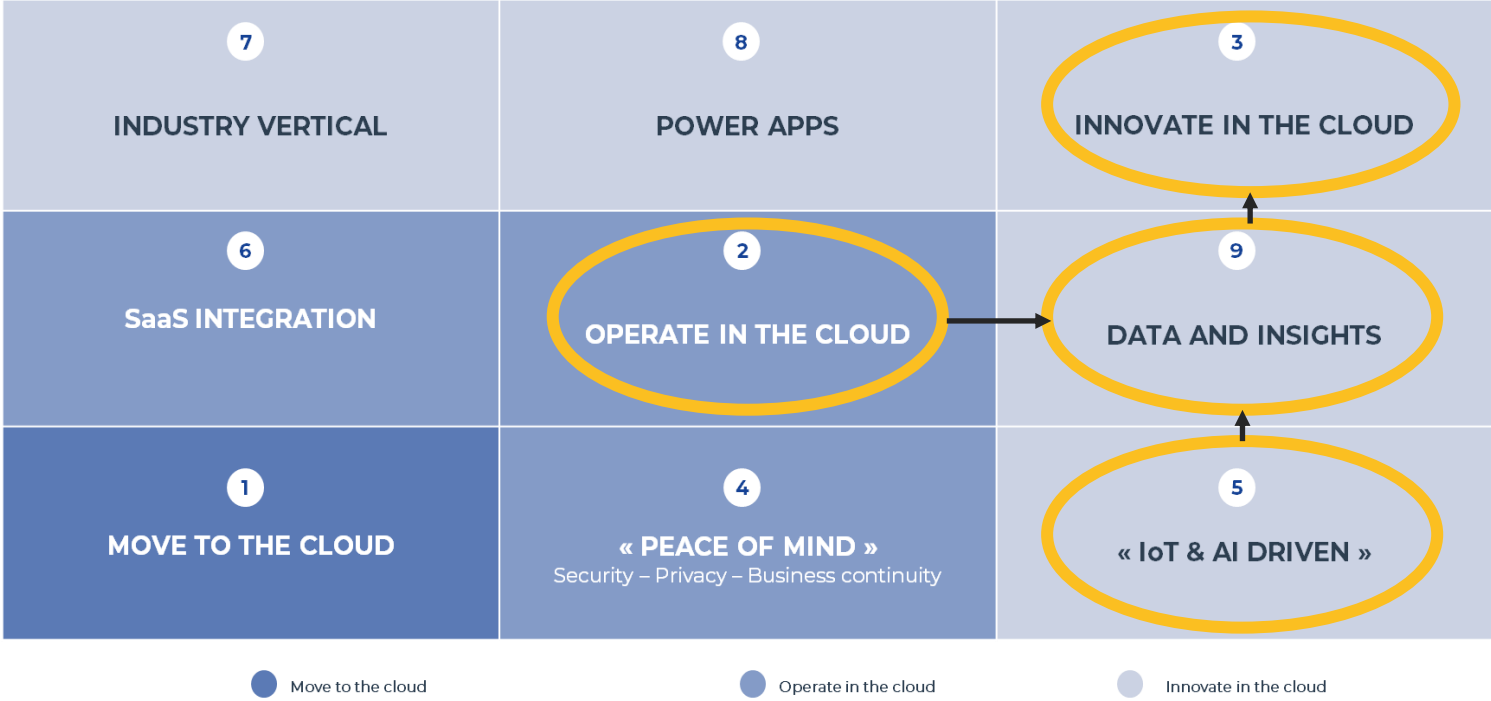 7
INDUSTRY VERTICAL
8
POWER APPS
3
INNOVATE IN THE CLOUD
6
SaaS INTEGRATION
2
OPERATE IN THE CLOUD
9
DATA AND INSIGHTS
1
MOVE TO THE CLOUD
4
« PEACE OF MIND »
Security – Privacy – Business continuity
5
« IoT & AI DRIVEN »
Move to the cloud
Operate in the cloud
Innovate in the cloud